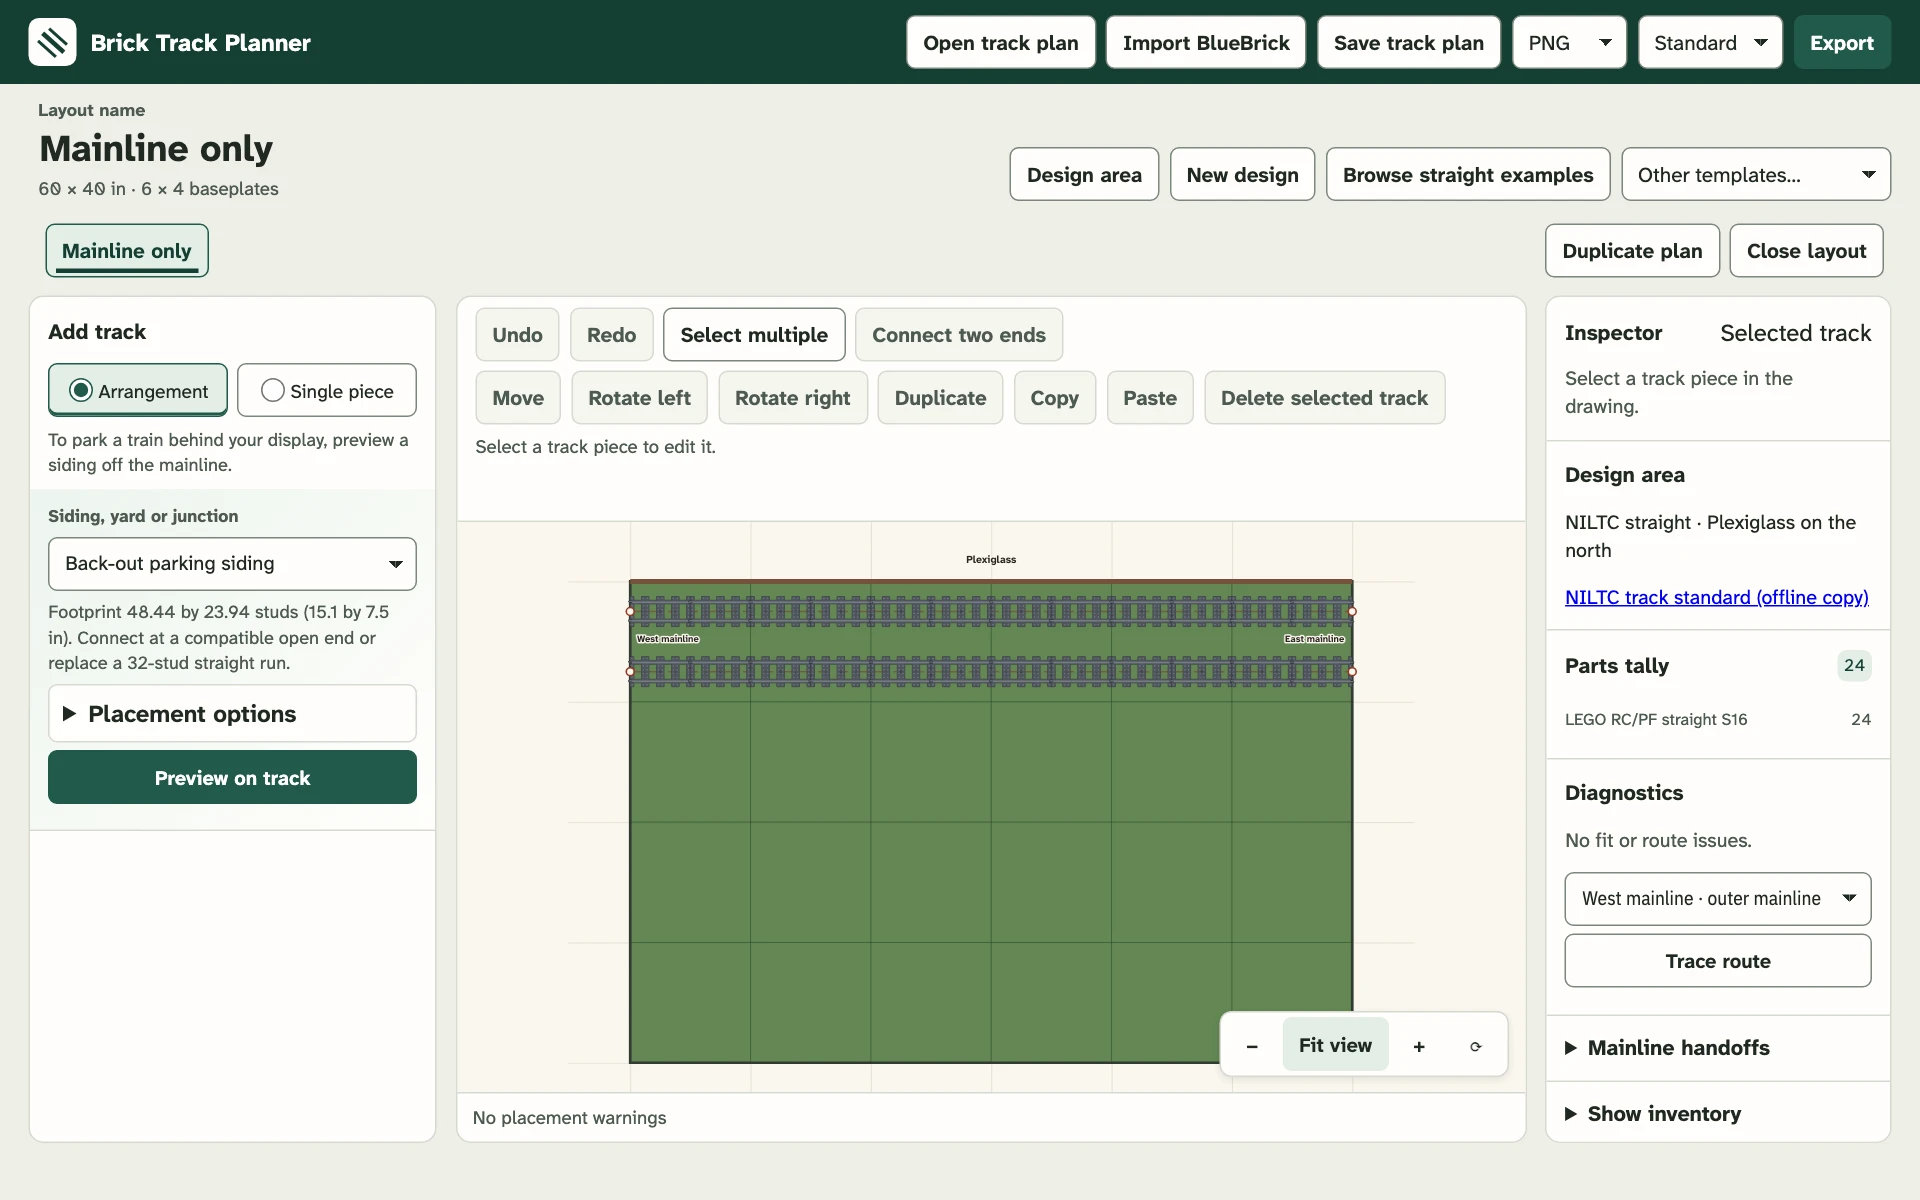 Brick Track Planner
Open track plan
Import BlueBrick
Save track plan
PNG
Standard
Export
Layout name
Mainline only
60 × 40 in · 6 × 4 baseplates
Design area
New design
Browse straight examples
Other templates...
Mainline only
Duplicate plan
Close layout
Add track
Arrangement
Single piece
To park a train behind your display, preview a
siding off the mainline.
Siding, yard or junction
Back-out parking siding
Footprint 48.44 by 23.94 studs (15.1 by 7.5
in). Connect at a compatible open end or
replace a 32-stud straight run.
Placement options
Preview on track
Undo
Redo
Select multiple
Connect two ends
Move
Rotate left
Rotate right
Duplicate
Copy
Paste
Delete selected track
Select a track piece to edit it.
Plexiglass
West mainline
East mainline
Fit view
No placement warnings
Inspector
Selected track
Select a track piece in the
drawing.
Design area
NILTC straight · Plexiglass on the
north
NILTC track standard (offline copy)
Parts tally
24
LEGO RC/PF straight S16
24
Diagnostics
No fit or route issues.
West mainline · outer mainline
Trace route
Mainline handoffs
Show inventory